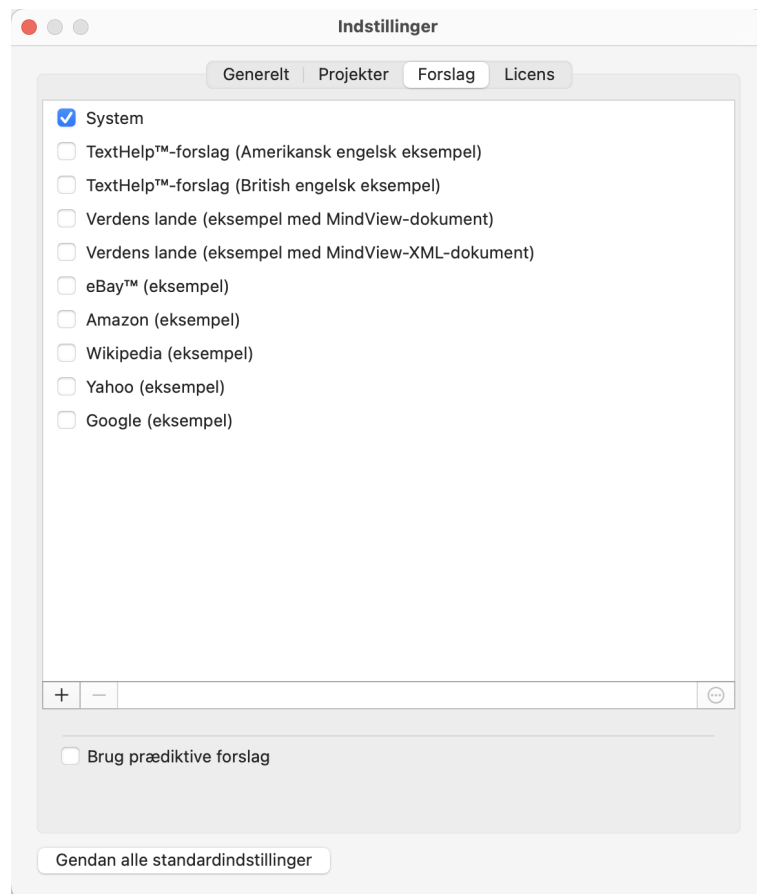 Indstillinger
Generelt Projekter Forslag Licens
System
TextHelp™-forslag (Amerikansk engelsk eksempel)
TextHelp™-forslag (British engelsk eksempel)
Verdens lande (eksempel med MindView-dokument)
Verdens lande (eksempel med MindView-XML-dokument)
eBay™ (eksempel)
Amazon (eksempel)
Wikipedia (eksempel)
Yahoo (eksempel)
Google (eksempel)
Brug prædiktive forslag
Gendan alle standardindstillinger